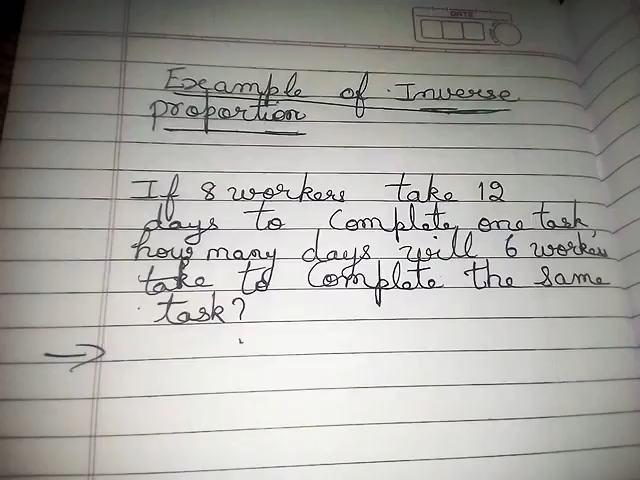 DATE
Example of Inverse
proportion
If 8 workers take 12
days to complete one task,
how many days will 6 workers
take to complete the same
task?